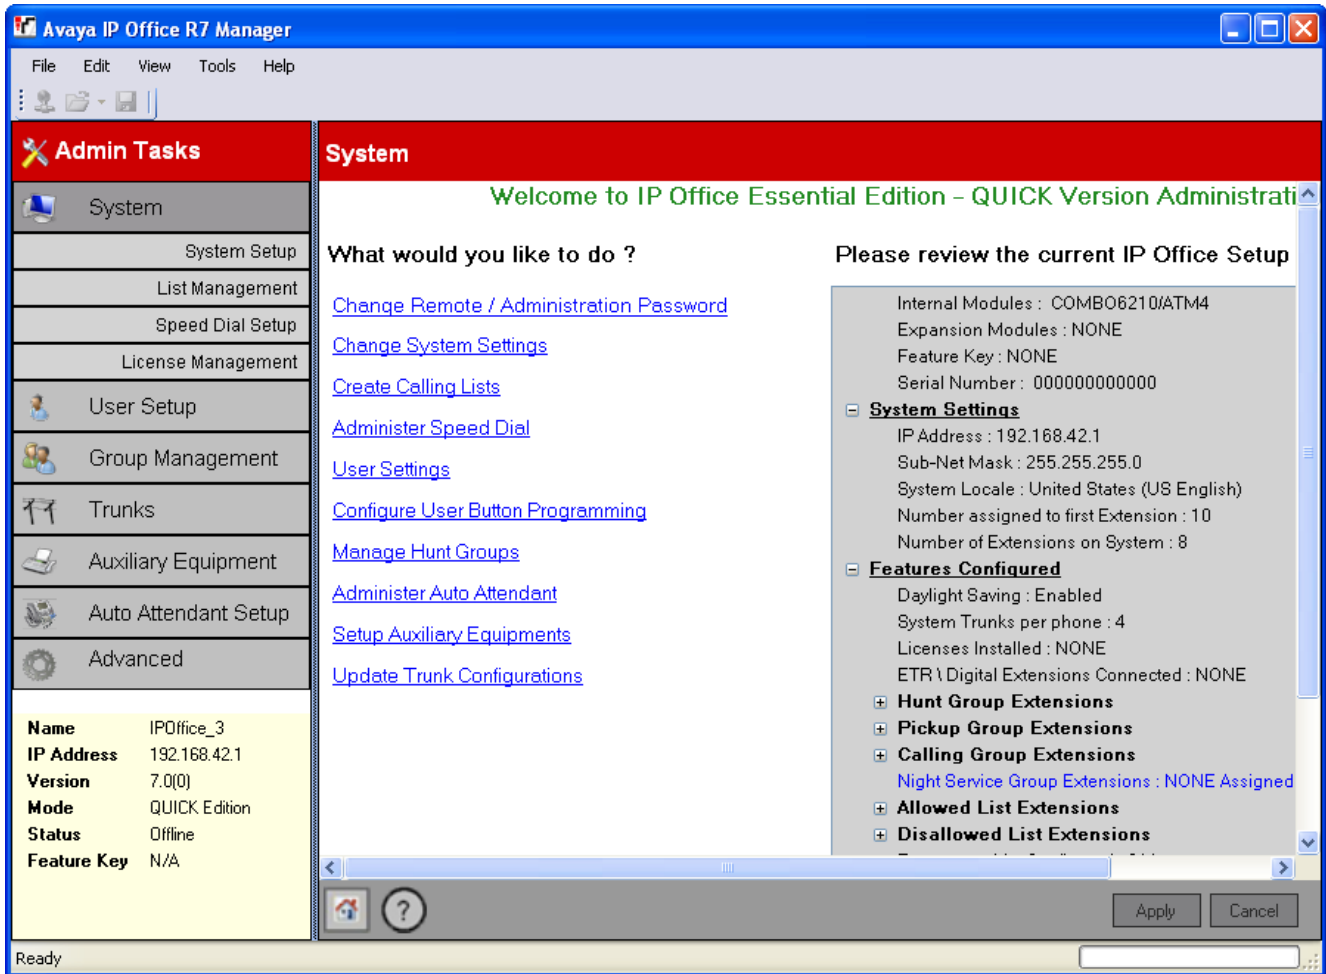 Avaya IP Office R7 Manager
File Edit View Tools Help
Admin Tasks
System
System Setup
List Management
Speed Dial Setup
License Management
User Setup
Group Management
Trunks
Auxiliary Equipment
Auto Attendant Setup
Advanced
Name IPOffice_3
IP Address 192.168.42.1
Version 7.0(0)
Mode QUICK Edition
Status Offline
Feature Key N/A
System
Welcome to IP Office Essential Edition - QUICK Version Administrati
What would you like to do ?
Change Remote / Administration Password
Change System Settings
Create Calling Lists
Administer Speed Dial
User Settings
Configure User Button Programming
Manage Hunt Groups
Administer Auto Attendant
Setup Auxiliary Equipments
Update Trunk Configurations
Please review the current IP Office Setup
Internal Modules : COMBO6210/ATM4
Expansion Modules : NONE
Feature Key : NONE
Serial Number : 000000000000
System Settings
IP Address : 192.168.42.1
Sub-Net Mask : 255.255.255.0
System Locale : United States (US English)
Number assigned to first Extension : 10
Number of Extensions on System : 8
Features Configured
Daylight Saving : Enabled
System Trunks per phone : 4
Licenses Installed : NONE
ETR \ Digital Extensions Connected : NONE
Hunt Group Extensions
Pickup Group Extensions
Calling Group Extensions
Night Service Group Extensions : NONE Assigned
Allowed List Extensions
Disallowed List Extensions
?
Apply Cancel
Ready